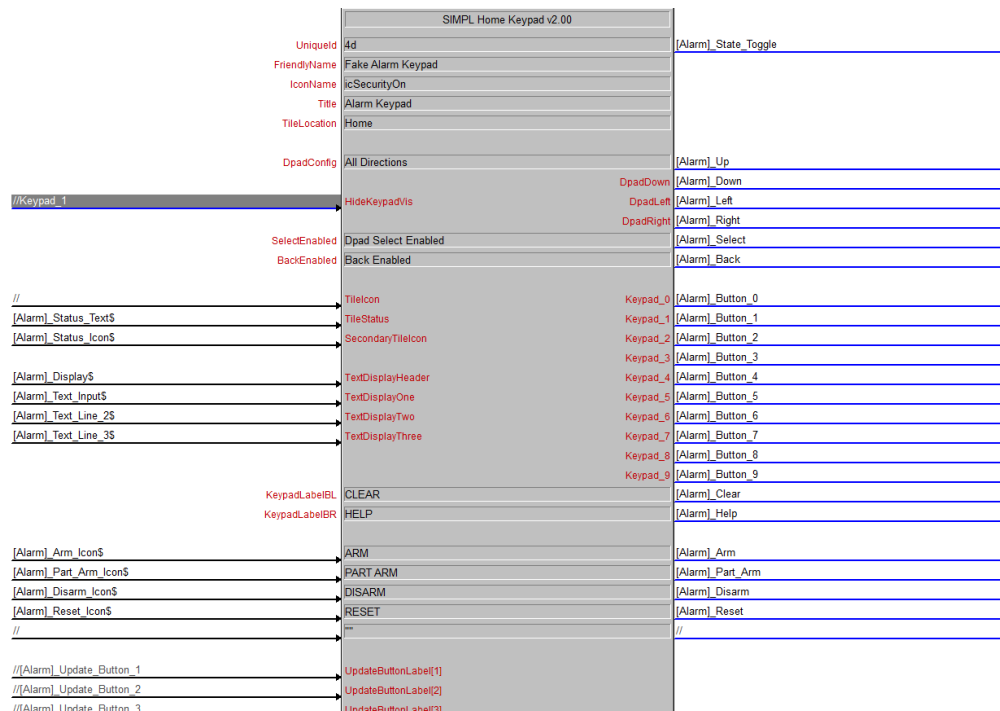 SIMPL Home Keypad v2.00
UniqueId 4d [Alarm]_State_Toggle
FriendlyName Fake Alarm Keypad
IconName icSecurityOn
Title Alarm Keypad
TileLocation Home
DpadConfig All Directions [Alarm]_Up
DpadDown [Alarm]_Down
//Keypad_1 HideKeypadVis DpadLeft [Alarm]_Left
DpadRight [Alarm]_Right
SelectEnabled Dpad Select Enabled [Alarm]_Select
BackEnabled Back Enabled [Alarm]_Back
// TileIcon Keypad_0 [Alarm]_Button_0
[Alarm]_Status_Text$ TileStatus Keypad_1 [Alarm]_Button_1
[Alarm]_Status_Icon$ SecondaryTileIcon Keypad_2 [Alarm]_Button_2
Keypad_3 [Alarm]_Button_3
[Alarm]_Display$ TextDisplayHeader Keypad_4 [Alarm]_Button_4
[Alarm]_Text_Input$ TextDisplayOne Keypad_5 [Alarm]_Button_5
[Alarm]_Text_Line_2$ TextDisplayTwo Keypad_6 [Alarm]_Button_6
[Alarm]_Text_Line_3$ TextDisplayThree Keypad_7 [Alarm]_Button_7
Keypad_8 [Alarm]_Button_8
Keypad_9 [Alarm]_Button_9
KeypadLabelBL CLEAR [Alarm]_Clear
KeypadLabelBR HELP [Alarm]_Help
[Alarm]_Arm_Icon$ ARM [Alarm]_Arm
[Alarm]_Part_Arm_Icon$ PART ARM [Alarm]_Part_Arm
[Alarm]_Disarm_Icon$ DISARM [Alarm]_Disarm
[Alarm]_Reset_Icon$ RESET [Alarm]_Reset
// "" //
//[Alarm]_Update_Button_1 UpdateButtonLabel[1]
//[Alarm]_Update_Button_2 UpdateButtonLabel[2]
//[Alarm]_Update_Button_3 UpdateButtonLabel[3]